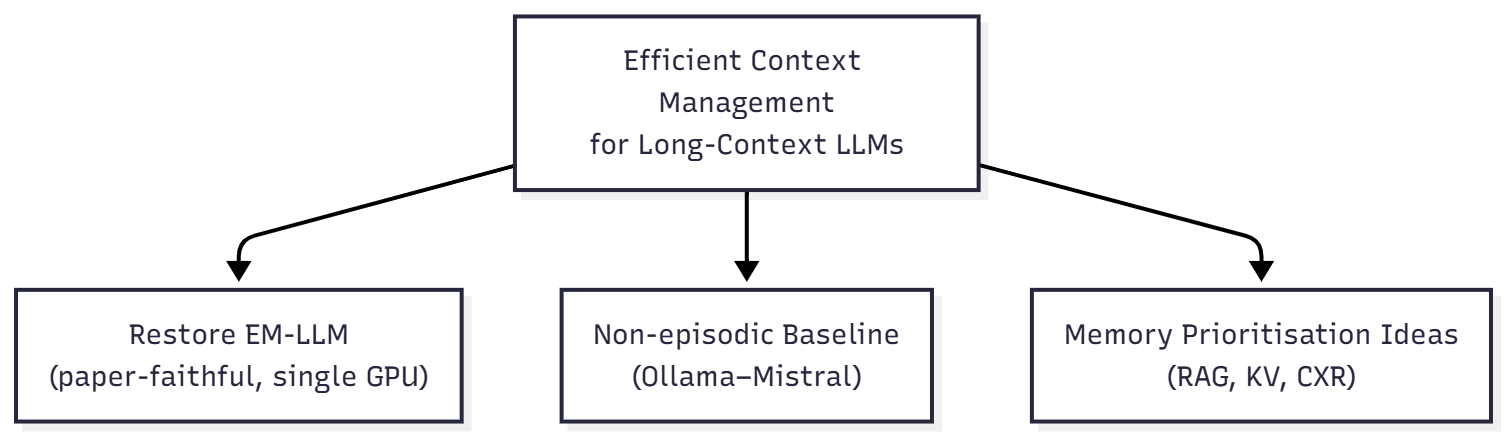 Efficient Context
Management
for Long-Context LLMs
Restore EM-LLM
(paper-faithful, single GPU)
Non-episodic Baseline
(Ollama–Mistral)
Memory Prioritisation Ideas
(RAG, KV, CXR)